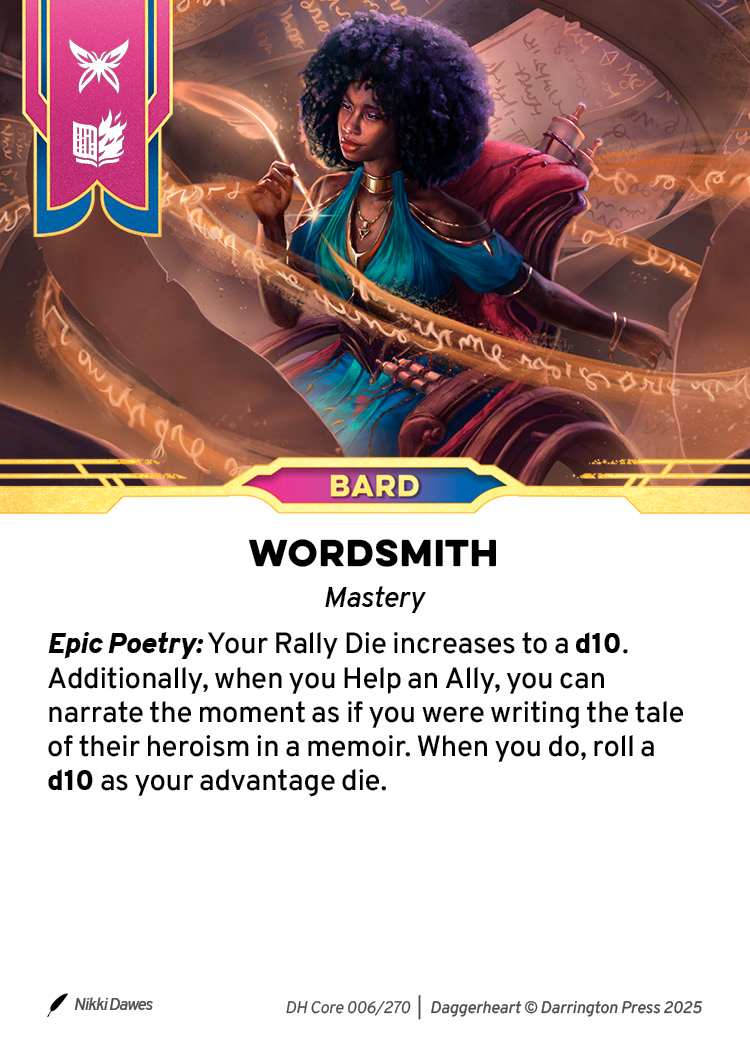 BARD
WORDSMITH
Mastery
Epic Poetry: Your Rally Die increases to a d10.
Additionally, when you Help an Ally, you can
narrate the moment as if you were writing the tale
of their heroism in a memoir. When you do, roll a
d10 as your advantage die.
Nikki Dawes
DH Core 006/270 | Daggerheart © Darrington Press 2025